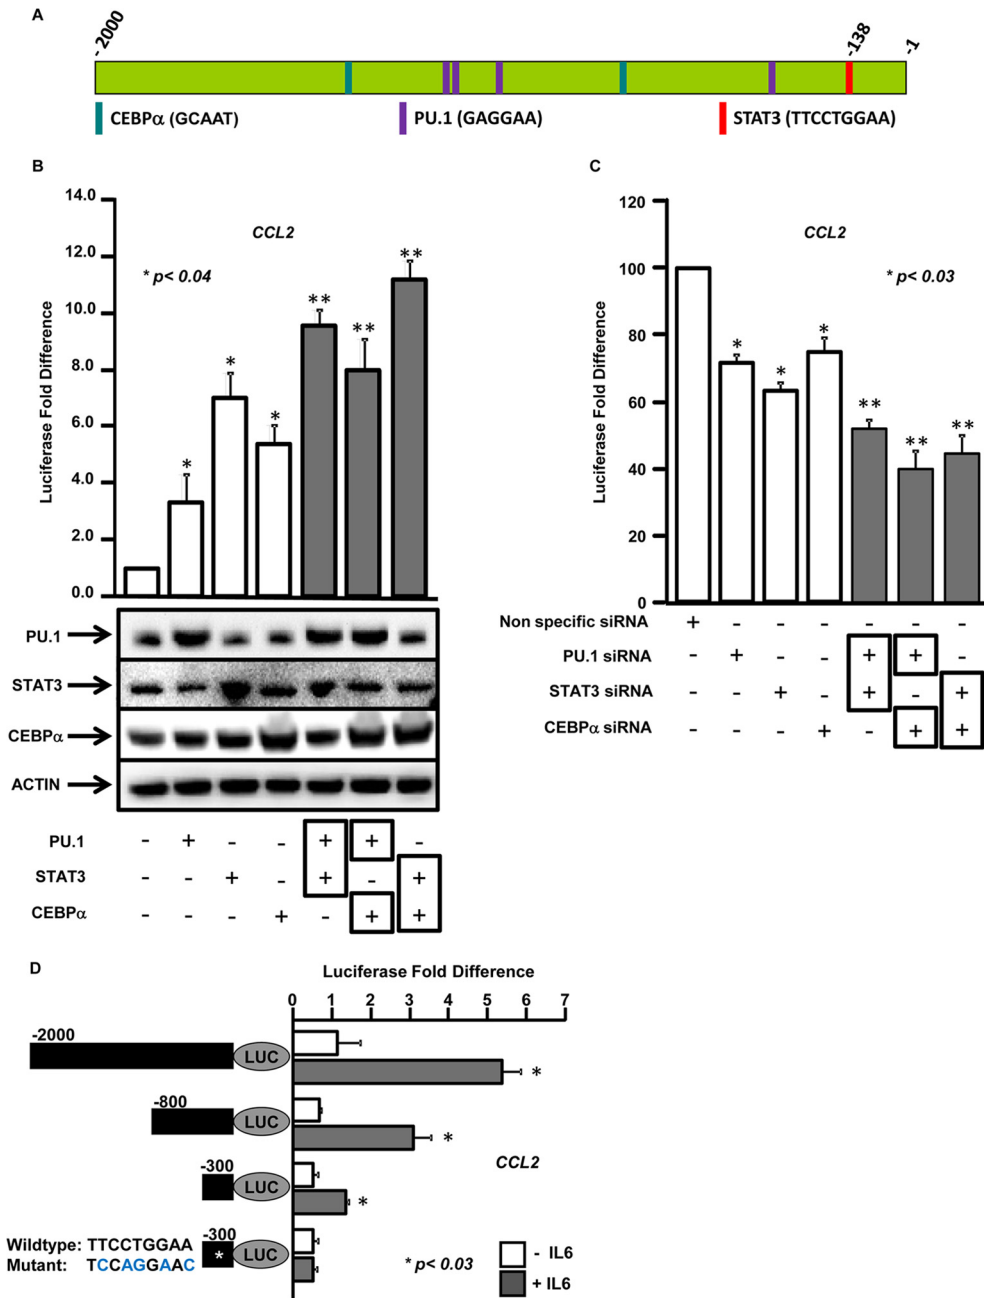 A
- 2000
-138
-1
CEBPα (GCAAT)
PU.1 (GAGGAA)
STAT3 (TTCCTGGAA)
B
14.0
12.0
10.0
8.0
6.0
4.0
2.0
0.0
Luciferase Fold Difference
CCL2
* p< 0.04
*
*
*
**
**
**
PU.1
STAT3
CEBPα
ACTIN
PU.1 - + - - + + -
STAT3 - - + - + - +
CEBPα - - - + - + +
C
120
100
80
60
40
20
0
Luciferase Fold Difference
CCL2
* p< 0.03
*
*
*
**
**
**
Non specific siRNA + - - - - - -
PU.1 siRNA - + - - + + -
STAT3 siRNA - - + - + - +
CEBPα siRNA - - - + - + +
D
Luciferase Fold Difference
0 1 2 3 4 5 6 7
-2000
LUC
*
-800
LUC
*
CCL2
-300
LUC
*
-300
Wildtype: TTCCTGGAA
Mutant: TCCAGGAAC
*
LUC
* p< 0.03
- IL6
+ IL6